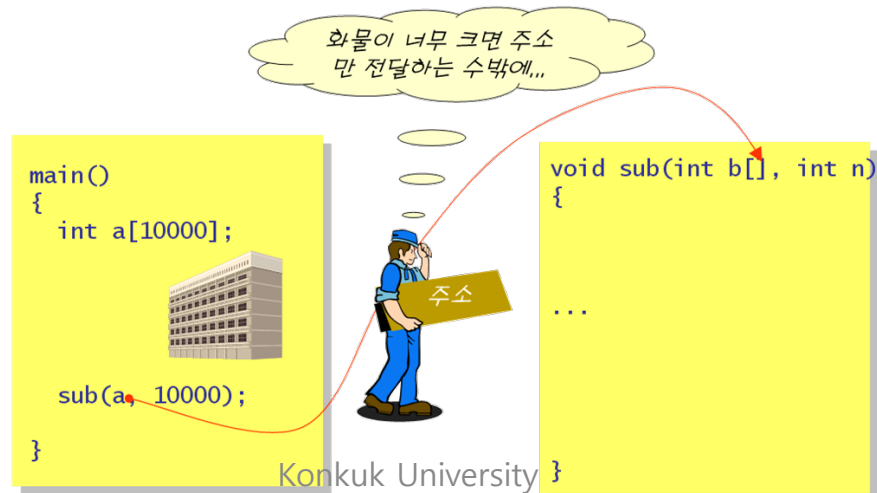 화물이 너무 크면 주소
만 전달하는 수밖에...
main()
{
int a[10000];
sub(a, 10000);
}
주소
void sub(int b[], int n)
{
...
}
Konkuk University